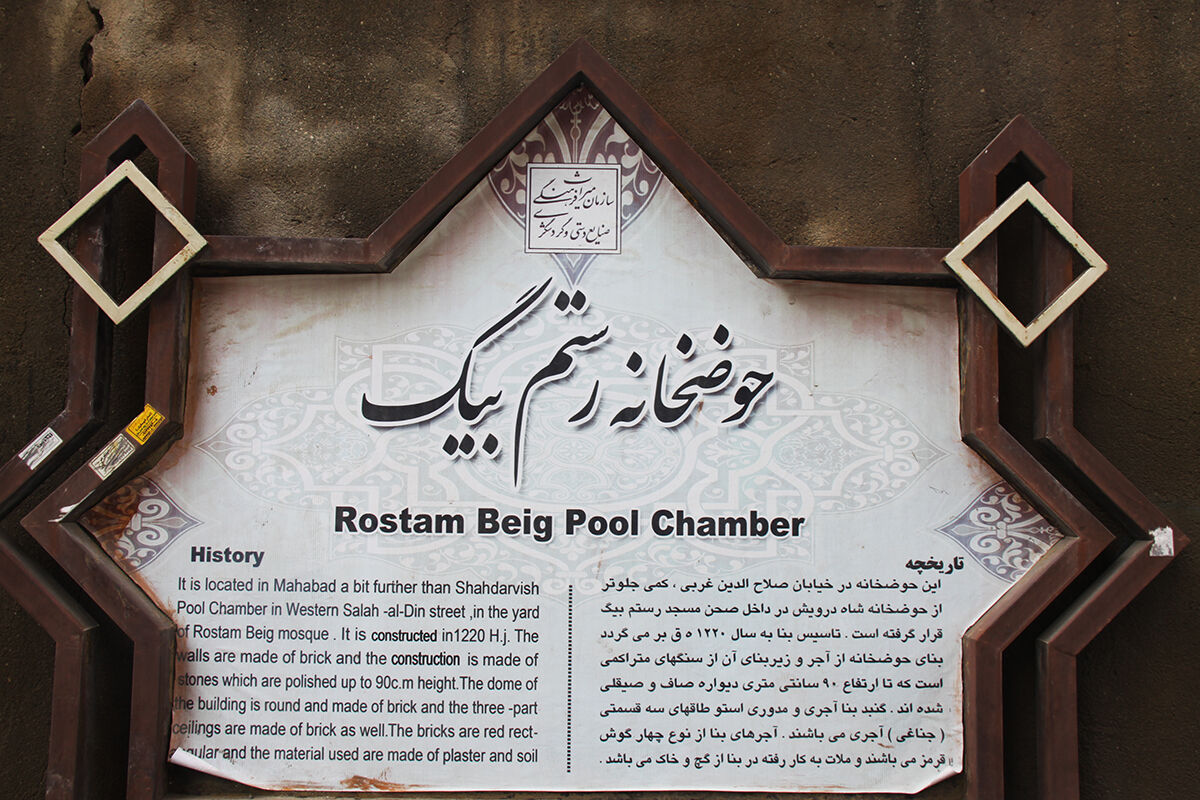 سازمان میراث فرهنگی
صنایع دستی و گردشگری
حوضخانه رستم بیگ
Rostam Beig Pool Chamber
History
It is located in Mahabad a bit further than Shahdarvish
Pool Chamber in Western Salah -al-Din street ,in the yard
of Rostam Beig mosque . It is constructed in1220 H.j. The
walls are made of brick and the construction is made of
stones which are polished up to 90c.m height.The dome of
the building is round and made of brick and the three -part
ceilings are made of brick as well.The bricks are red rect-
angular and the material used are made of plaster and soil
تاریخچه
این حوضخانه در خیابان صلاح الدین غربی ، کمی جلوتر
از حوضخانه شاه درویش در داخل صحن مسجد رستم بیگ
قرار گرفته است . تاسیس بنا به سال ۱۲۲۰ ه ق بر می گردد
بنای حوضخانه از آجر و زیربنای آن از سنگهای متراکمی
است که تا ارتفاع ۹۰ سانتی متری دیواره صاف و صیقلی
شده اند . گنبد بنا آجری و مدوری استو طاقهای سه قسمتی
( جناغی ) آجری می باشند . آجرهای بنا از نوع چهار گوش
قرمز می باشند و ملات به کار رفته در بنا از گچ و خاک می باشد .